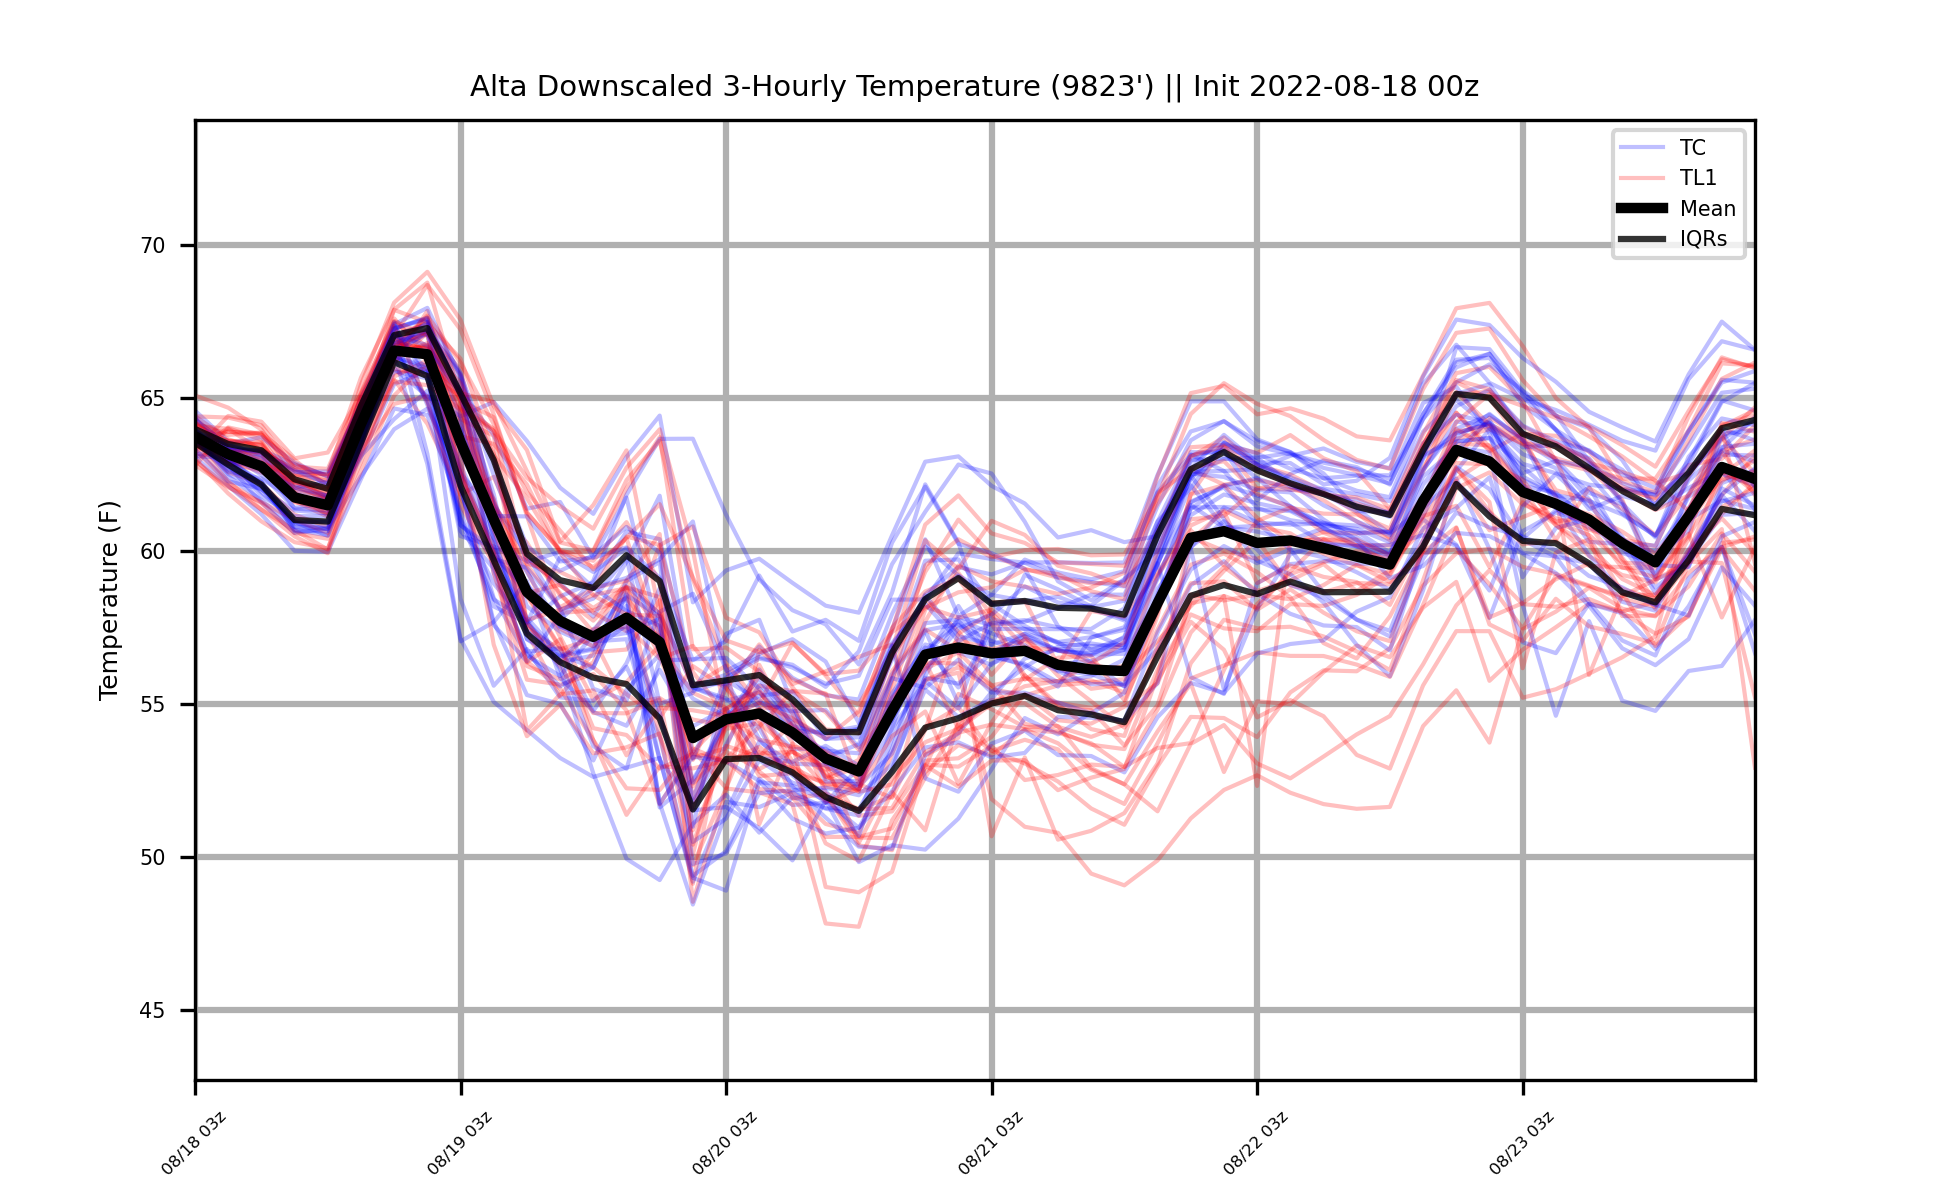 Alta Downscaled 3-Hourly Temperature (9823') || Init 2022-08-18 00z
TC
TL1
Mean
IQRs
Temperature (F)
70
65
60
55
50
45
08/18 03z
08/19 03z
08/20 03z
08/21 03z
08/22 03z
08/23 03z